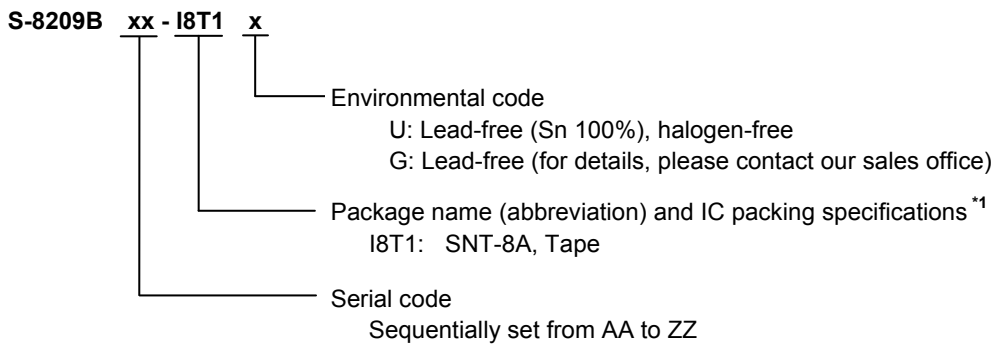 S-8209B xx - I8T1 x
Environmental code
U: Lead-free (Sn 100%), halogen-free
G: Lead-free (for details, please contact our sales office)
Package name (abbreviation) and IC packing specifications *1
I8T1: SNT-8A, Tape
Serial code
Sequentially set from AA to ZZ